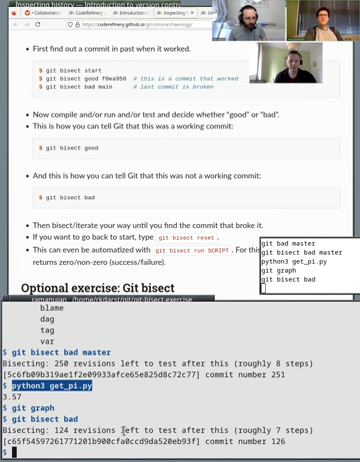 Inspecting history — Introduction to version contr
Collaborati
CodeRefinery
Introduction t
Inspecting hi
https://coderefinery.github.io/git-intro/archaeology/
First find out a commit in past when it worked.
$ git bisect start
$ git bisect good f0ea950 # this is a commit that worked
$ git bisect bad main # last commit is broken
Now compile and/or run and/or test and decide whether "good" or "bad".
This is how you can tell Git that this was a working commit:
$ git bisect good
And this is how you can tell Git that this was not a working commit:
$ git bisect bad
Then bisect/iterate your way until you find the commit that broke it.
If you want to go back to start, type git bisect reset .
This can even be automatized with git bisect run SCRIPT . For this
returns zero/non-zero (success/failure).
Optional exercise: Git bisect
git bad master
git bisect bad master
python3 get_pi.py
git graph
git bisect bad
ramanujan: /home/rkdarst/git/git-bisect-exercise
blame
dag
tag
var
$ git bisect bad master
Bisecting: 250 revisions left to test after this (roughly 8 steps)
[5c6fb09b319ae1f2e09933afce65e825d8c72c77] commit number 251
$ python3 get_pi.py
3.57
$ git graph
$ git bisect bad
Bisecting: 124 revisions left to test after this (roughly 7 steps)
[c65f54597261771201b900cfa0ccd9da520eb93f] commit number 126
$